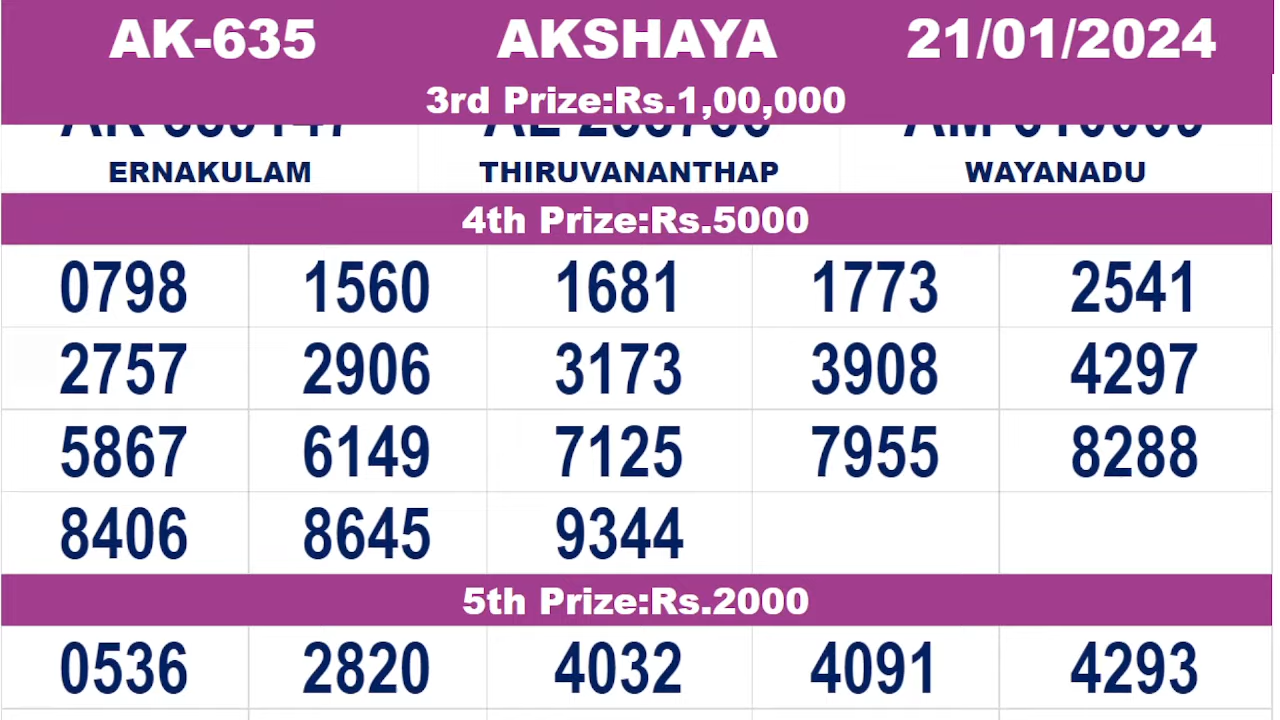 AK-635 AKSHAYA 21/01/2024
3rd Prize:Rs.1,00,000
ERNAKULAM THIRUVANANTHAP WAYANADU
4th Prize:Rs.5000
0798 1560 1681 1773 2541
2757 2906 3173 3908 4297
5867 6149 7125 7955 8288
8406 8645 9344
5th Prize:Rs.2000
0536 2820 4032 4091 4293